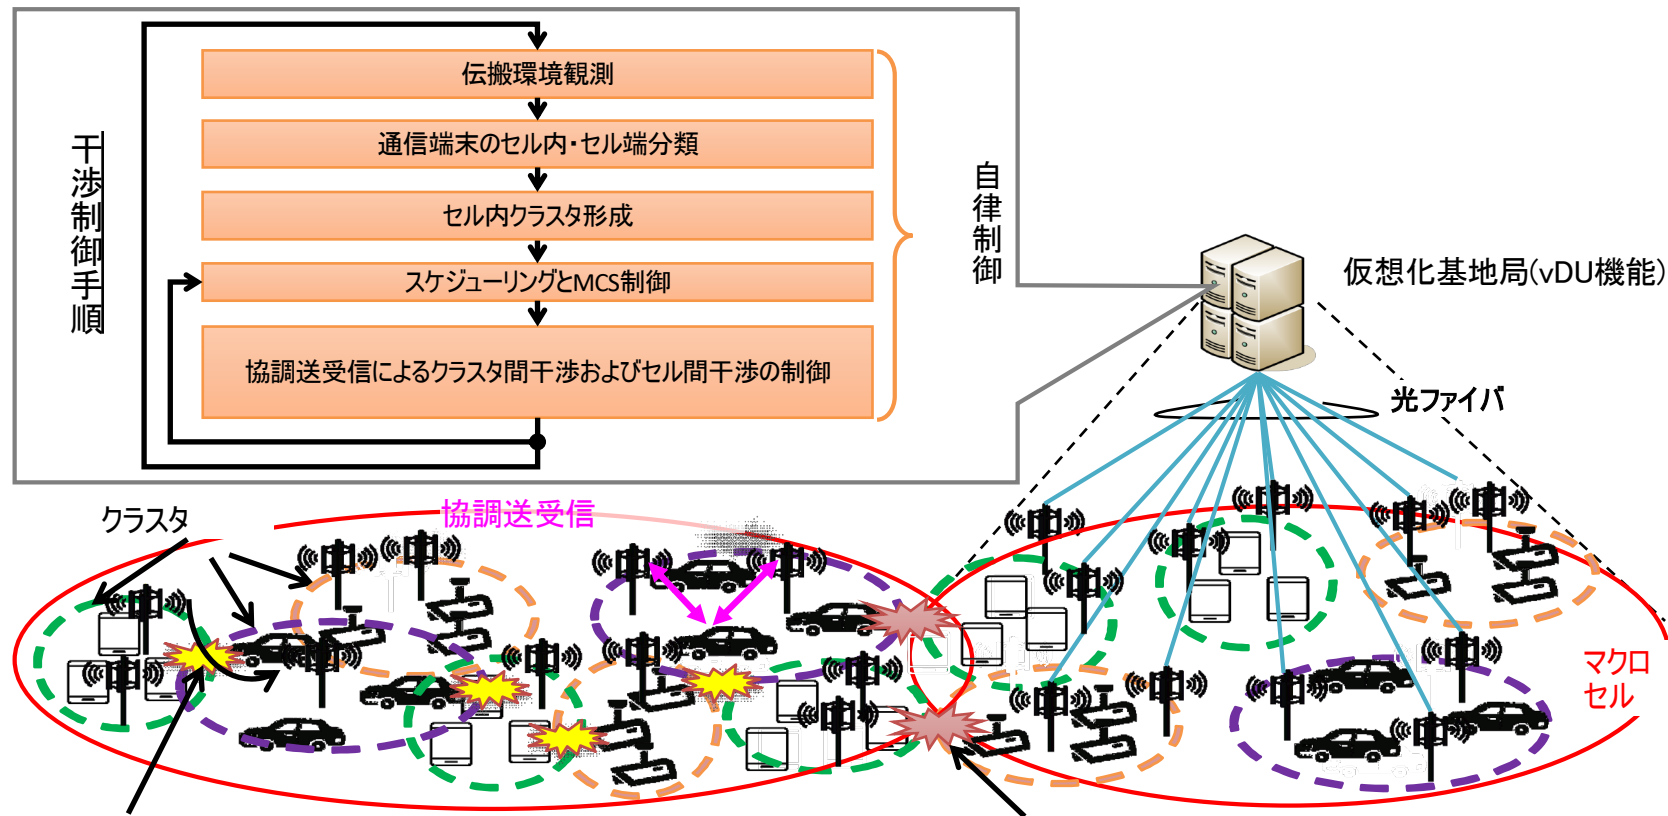 干渉制御手順
伝搬環境観測
通信端末のセル内・セル端分類
セル内クラスタ形成
スケジューリングとMCS制御
協調送受信によるクラスタ間干渉およびセル間干渉の制御
自律制御
仮想化基地局(vDU機能)
光ファイバ
クラスタ
協調送受信
マクロ
セル